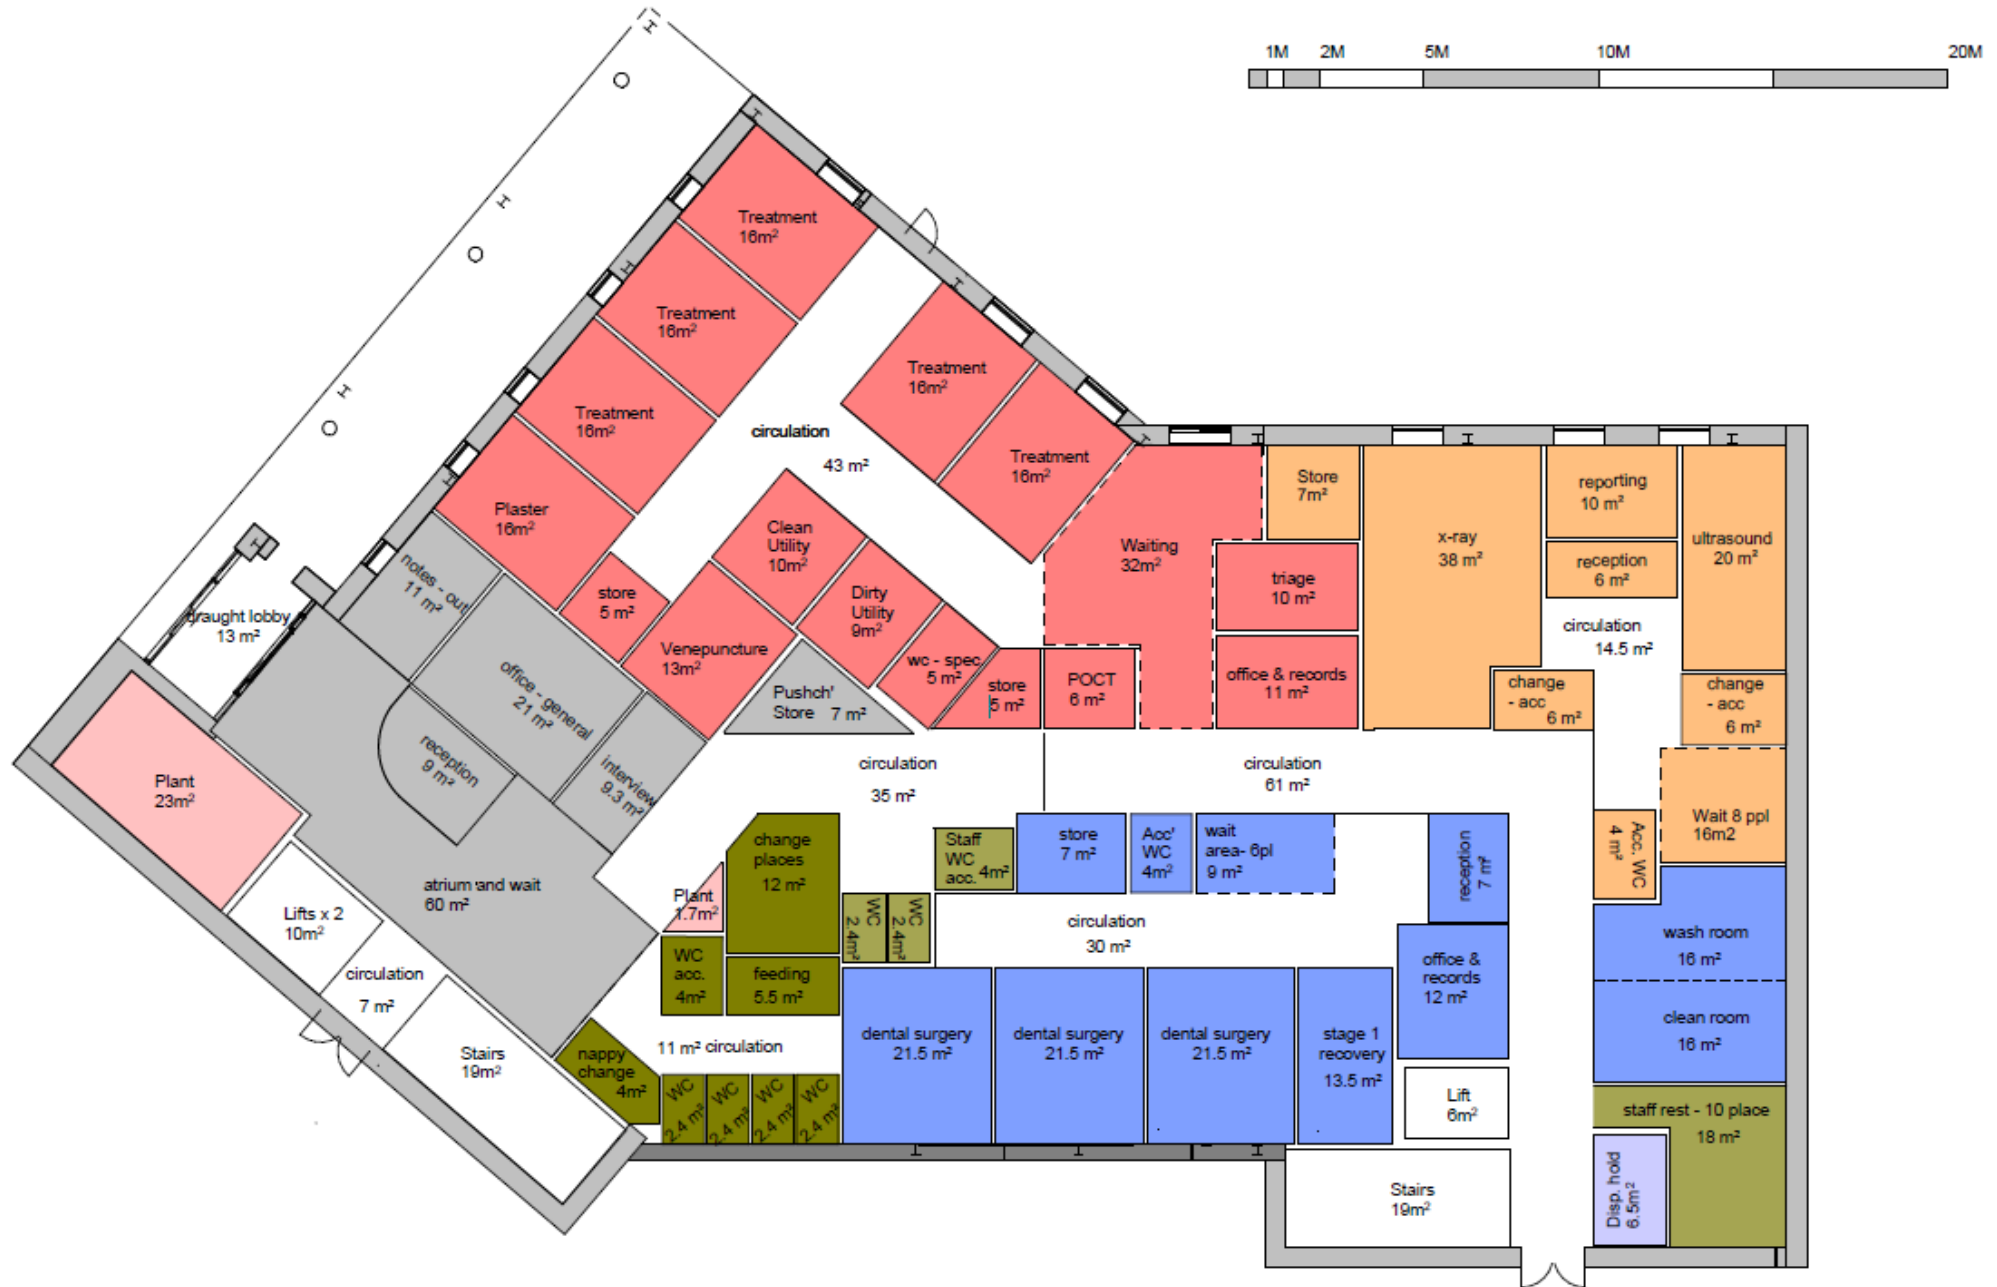 1M 2M 5M 10M 20M
Treatment
16m²
Treatment
16m²
Treatment
16m²
Plaster
16m²
Treatment
16m²
Treatment
16m²
circulation
43 m²
Clean
Utility
10m²
Dirty
Utility
9m²
store
5 m²
Venepuncture
13m²
wc - spec
5 m²
store
5 m²
Pushch'
Store 7 m²
POCT
6 m²
Waiting
32m²
Store
7m²
triage
10 m²
office & records
11 m²
x-ray
38 m²
reporting
10 m²
reception
6 m²
ultrasound
20 m²
circulation
14.5 m²
change
- acc
6 m²
change
- acc
6 m²
Wait 8 ppl
16m2
Acc. WC
4 m²
notes - out
11 m²
draught lobby
13 m²
office - general
21 m²
reception
9 m²
interview
9.3 m²
Plant
23m²
atrium and wait
60 m²
Lifts x 2
10m²
circulation
7 m²
Stairs
19m²
circulation
35 m²
circulation
61 m²
change
places
12 m²
Plant
1.7m²
WC
acc.
4m²
feeding
5.5 m²
nappy
change
4m²
11 m² circulation
WC
2.4 m²
WC
2.4 m²
WC
2.4 m²
WC
2.4 m²
WC
2.4m²
WC
2.4m²
Staff
WC
acc. 4m²
store
7 m²
Acc'
WC
4m²
wait
area- 6pl
9 m²
reception
7 m²
circulation
30 m²
office &
records
12 m²
dental surgery
21.5 m²
dental surgery
21.5 m²
dental surgery
21.5 m²
stage 1
recovery
13.5 m²
Lift
6m²
Stairs
19m²
wash room
16 m²
clean room
16 m²
staff rest - 10 place
18 m²
Disp. hold
6.5m²